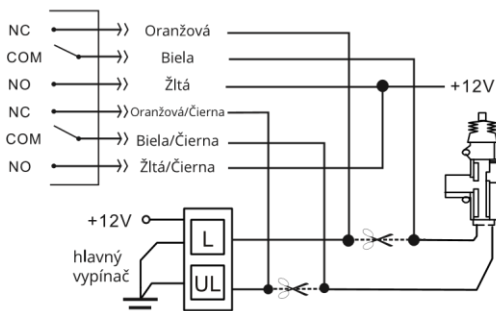 NC Oranžová
COM Biela
NO Žltá +12V
NC Oranžová/Čierna
COM Biela/Čierna
NO Žltá/Čierna
+12V
L
hlavný
vypínač
UL